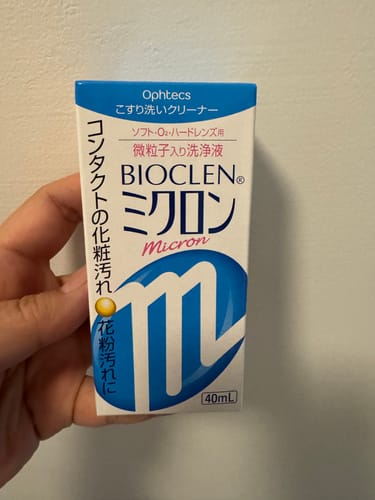 Ophtecs
こすり洗いクリーナー
ソフト・O₂・ハードレンズ用
微粒子入り洗浄液
BIOCLEN®
ミクロン
Micron
コンタクトの化粧汚れ
花粉汚れに
m
40mL